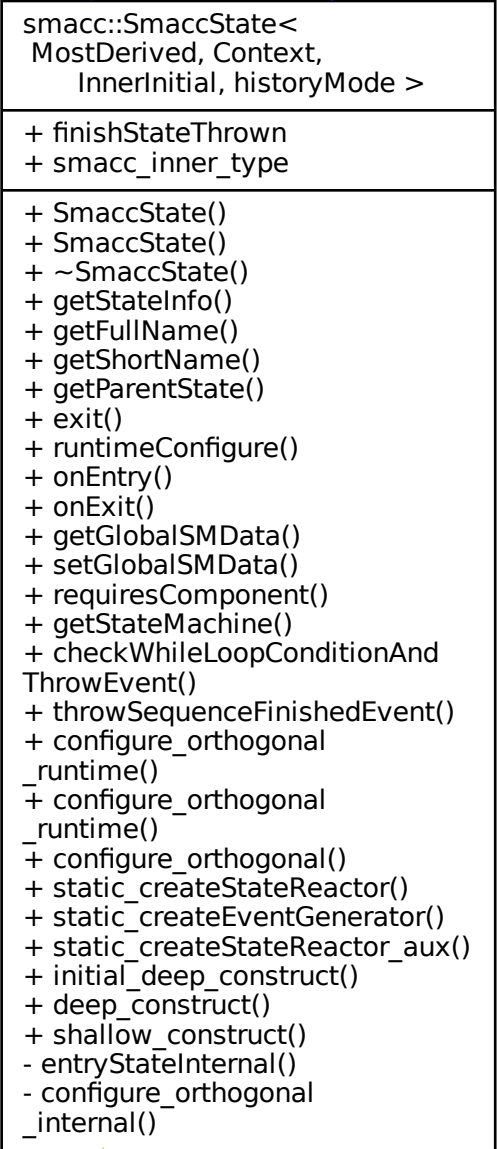 smacc::SmaccState<
MostDerived, Context,
InnerInitial, historyMode >
+ finishStateThrown
+ smacc_inner_type
+ SmaccState()
+ SmaccState()
+ ~SmaccState()
+ getStateInfo()
+ getFullName()
+ getShortName()
+ getParentState()
+ exit()
+ runtimeConfigure()
+ onEntry()
+ onExit()
+ getGlobalSMData()
+ setGlobalSMData()
+ requiresComponent()
+ getStateMachine()
+ checkWhileLoopConditionAnd
ThrowEvent()
+ throwSequenceFinishedEvent()
+ configure_orthogonal
_runtime()
+ configure_orthogonal
_runtime()
+ configure_orthogonal()
+ static_createStateReactor()
+ static_createEventGenerator()
+ static_createStateReactor_aux()
+ initial_deep_construct()
+ deep_construct()
+ shallow_construct()
- entryStateInternal()
- configure_orthogonal
_internal()